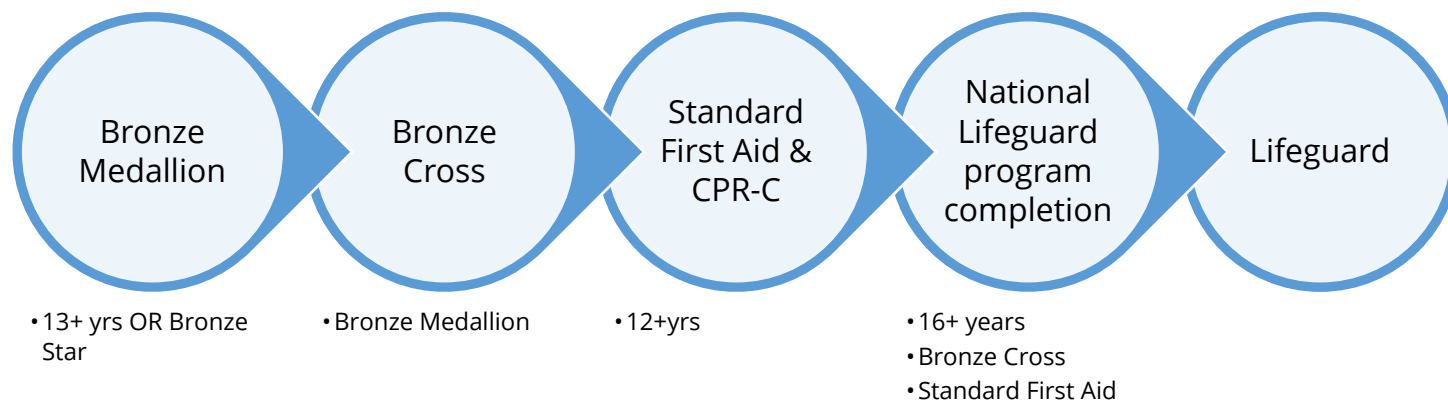 Bronze
Medallion
Bronze
Cross
Standard
First Aid &
CPR-C
National
Lifeguard
program
completion
Lifeguard
•13+ yrs OR Bronze
Star
•Bronze Medallion
•12+yrs
•16+ years
•Bronze Cross
•Standard First Aid